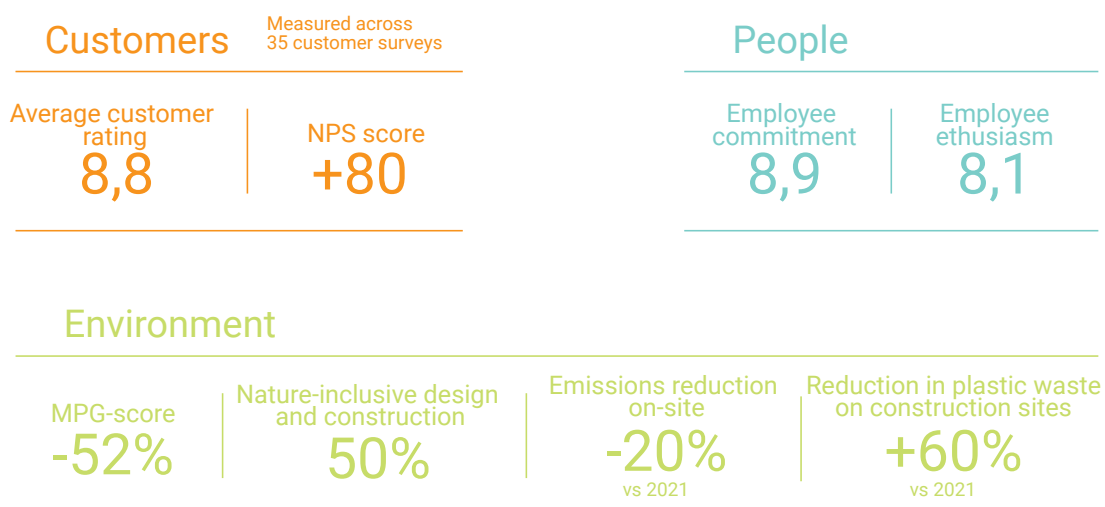 Customers
Measured across
35 customer surveys
Average customer
rating
8,8
NPS score
+80
People
Employee
commitment
8,9
Employee
ethusiasm
8,1
Environment
MPG-score
-52%
Nature-inclusive design
and construction
50%
Emissions reduction
on-site
-20%
vs 2021
Reduction in plastic waste
on construction sites
+60%
vs 2021